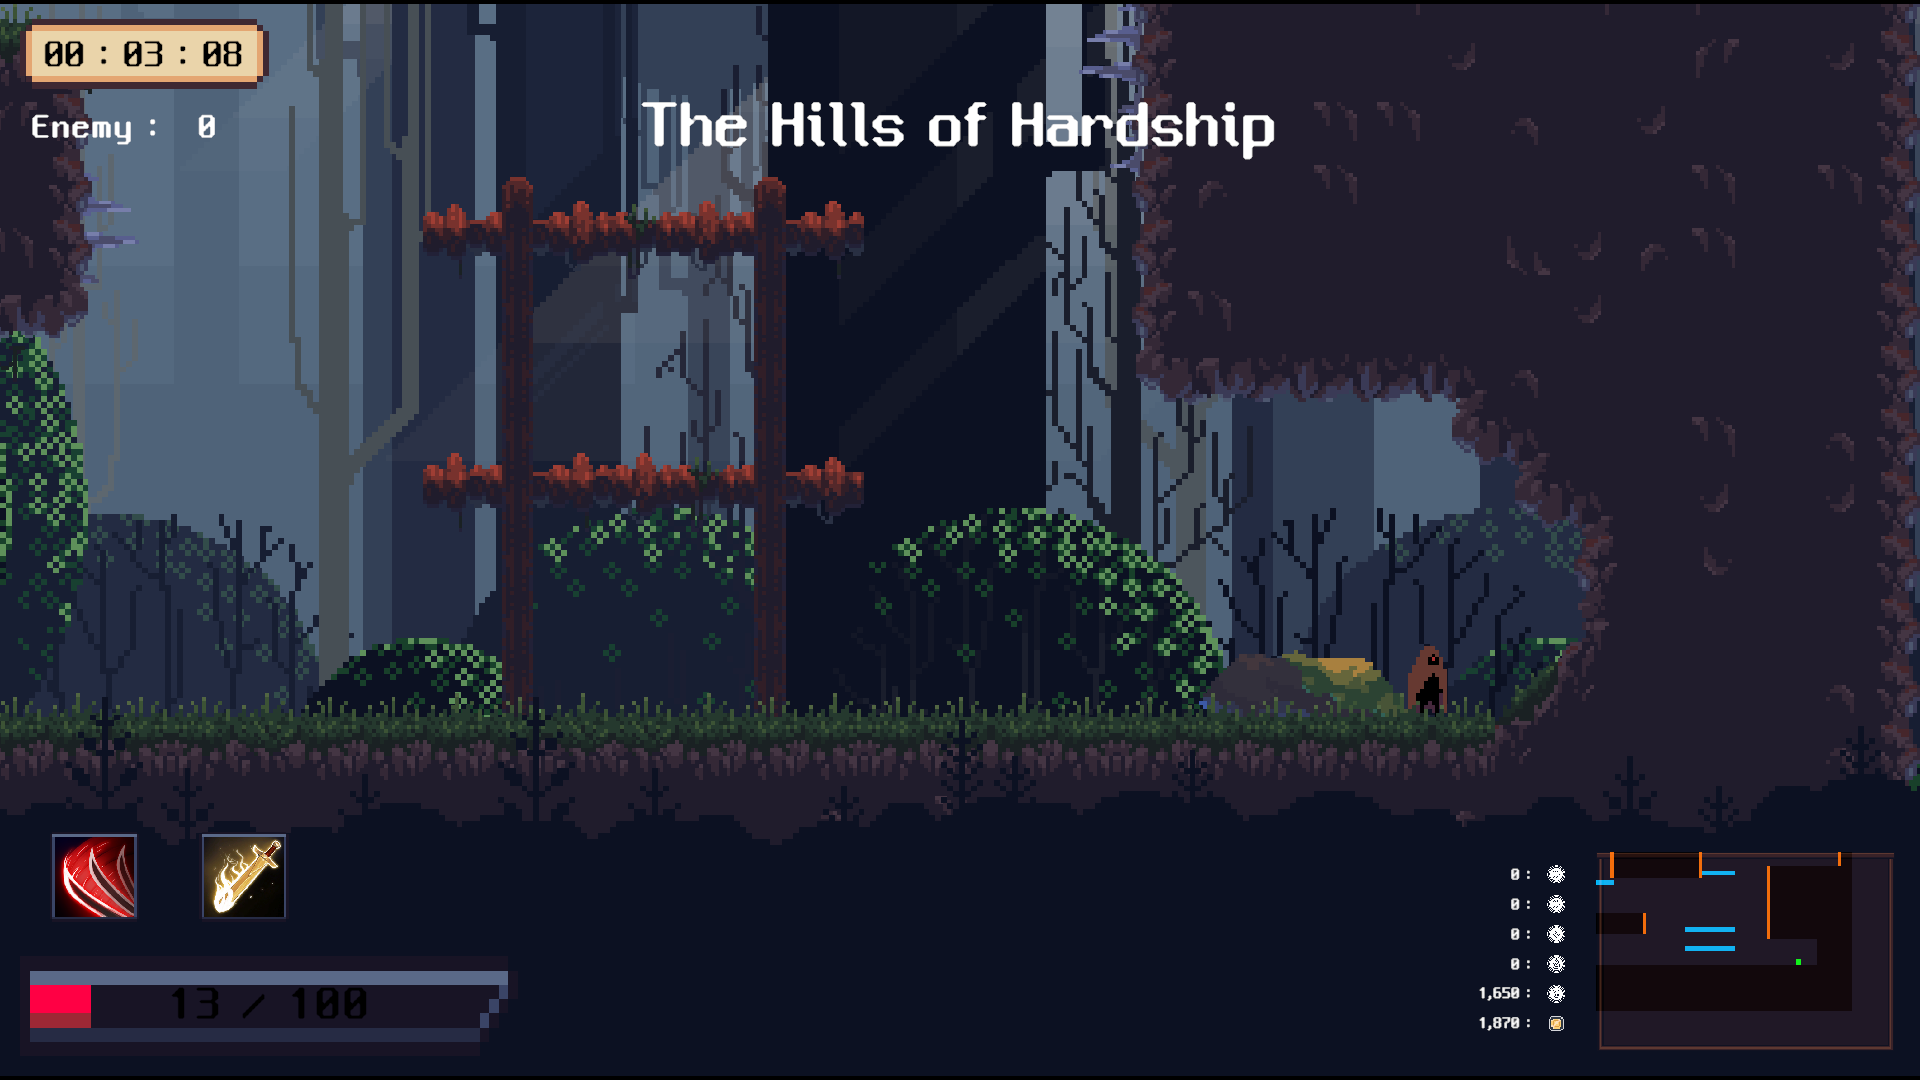 00 : 03 : 08
Enemy : 0
The Hills of Hardship
0 :
0 :
0 :
0 :
1,650 :
1,870 :
13 / 100